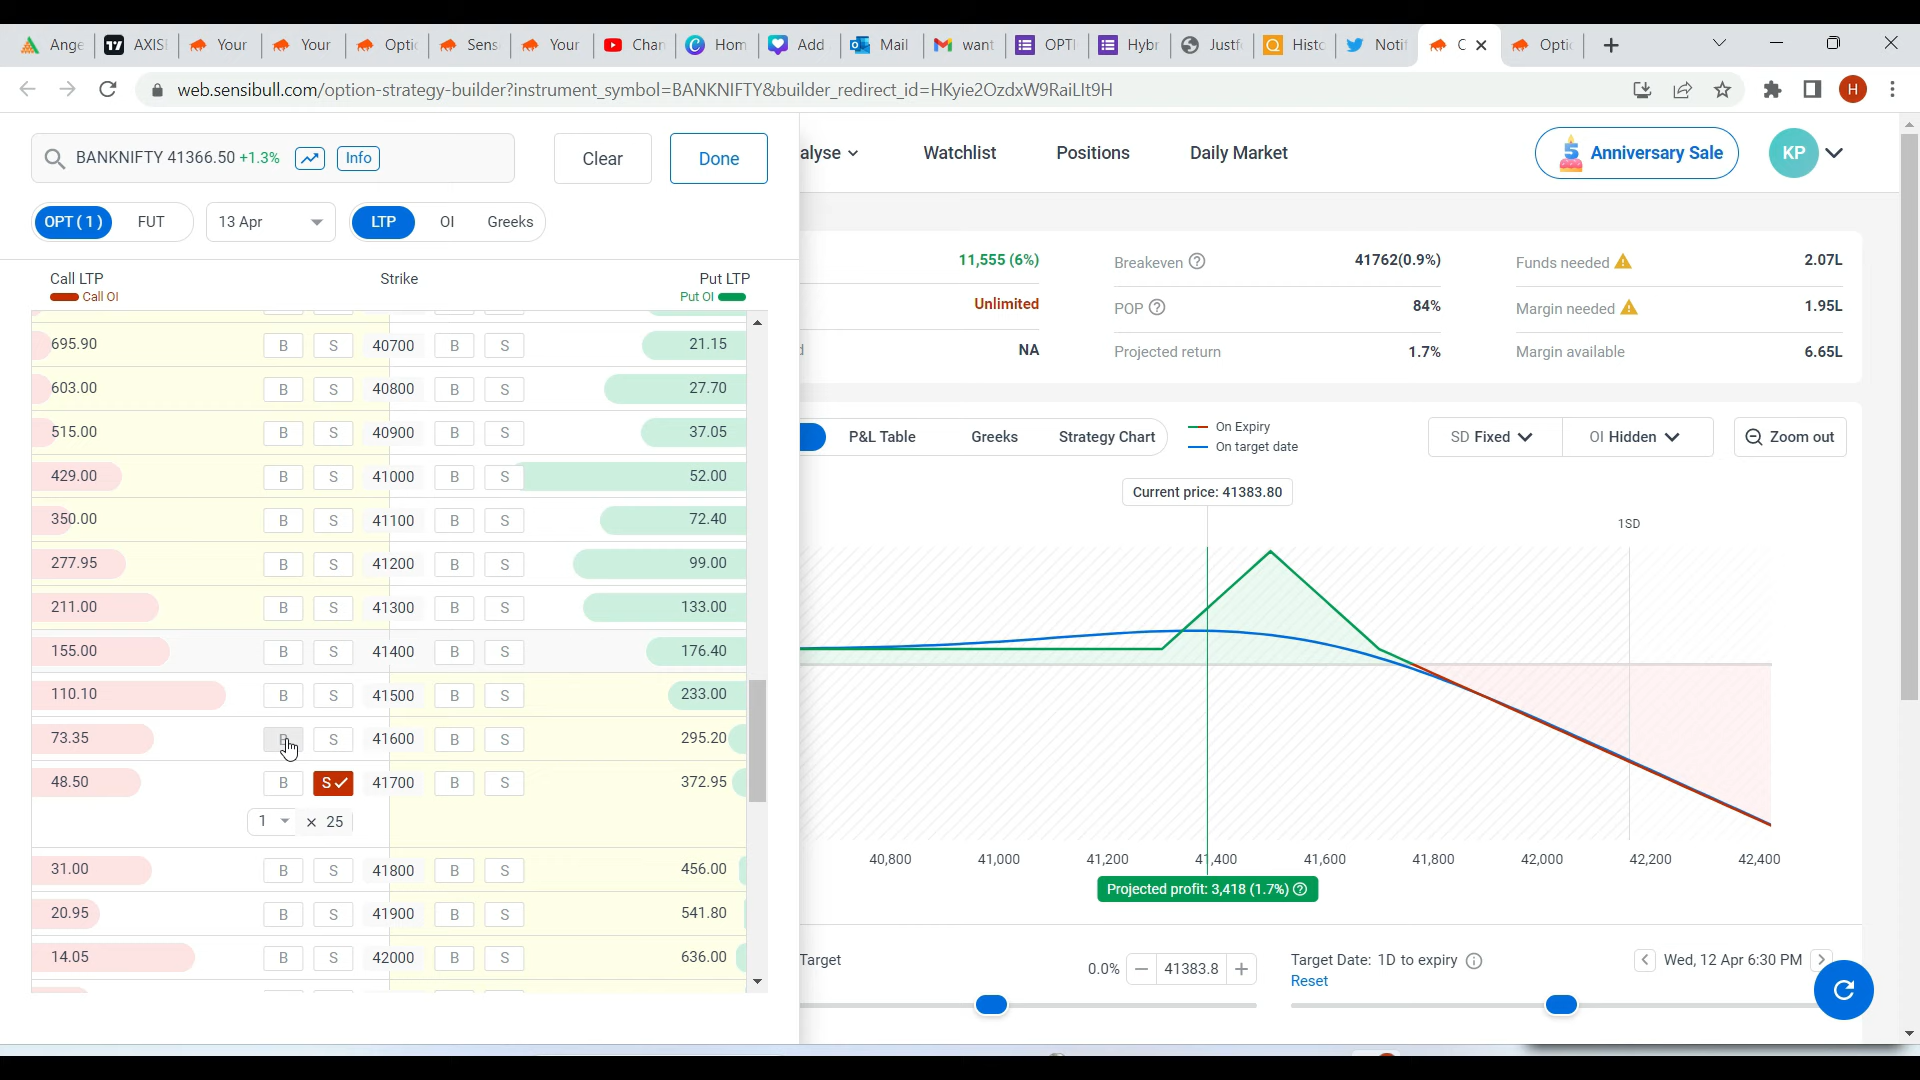 Ange
AXIS
Your
Your
Optic
Sens
Your
Chan
Hom
Add
Mail
want
OPTI
Hybr
Justf
Histc
Notif
C
Optic
web.sensibull.com/option-strategy-builder?instrument_symbol=BANKNIFTY&builder_redirect_id=HKyie2OzdxW9RaiLIt9H
H
BANKNIFTY 41366.50 +1.3% Info
Clear
Done
alyse
Watchlist
Positions
Daily Market
5 Anniversary Sale
KP
OPT ( 1 ) FUT
13 Apr
LTP OI Greeks
Call LTP Strike Put LTP
Call OI Put OI
695.90 B S 40700 B S 21.15
603.00 B S 40800 B S 27.70
515.00 B S 40900 B S 37.05
429.00 B S 41000 B S 52.00
350.00 B S 41100 B S 72.40
277.95 B S 41200 B S 99.00
211.00 B S 41300 B S 133.00
155.00 B S 41400 B S 176.40
110.10 B S 41500 B S 233.00
73.35 B S 41600 B S 295.20
48.50 B S 41700 B S 372.95
1 × 25
31.00 B S 41800 B S 456.00
20.95 B S 41900 B S 541.80
14.05 B S 42000 B S 636.00
11,555 (6%)
Unlimited
NA
Breakeven 41762(0.9%)
POP 84%
Projected return 1.7%
Funds needed 2.07L
Margin needed 1.95L
Margin available 6.65L
P&L Table Greeks Strategy Chart
On Expiry
On target date
SD Fixed
OI Hidden
Zoom out
Current price: 41383.80
1SD
40,800 41,000 41,200 41,400 41,600 41,800 42,000 42,200 42,400
Projected profit: 3,418 (1.7%)
Target 0.0% − 41383.8 +
Target Date: 1D to expiry
Reset
Wed, 12 Apr 6:30 PM